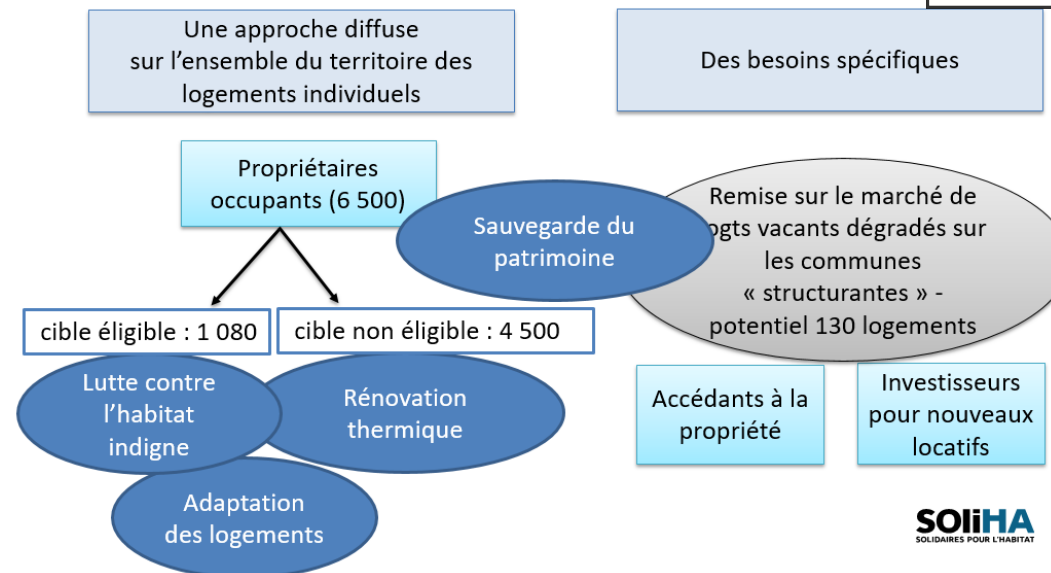 Une approche diffuse
sur l’ensemble du territoire des
logements individuels
Des besoins spécifiques
Propriétaires
occupants (6 500)
Sauvegarde du
patrimoine
Remise sur le marché de
ogts vacants dégradés sur
les communes
« structurantes » -
potentiel 130 logements
cible éligible : 1 080
cible non éligible : 4 500
Lutte contre
l’habitat
indigne
Rénovation
thermique
Adaptation
des logements
Accédants à la
propriété
Investisseurs
pour nouveaux
locatifs
SOliHA
SOLIDAIRES POUR L'HABITAT